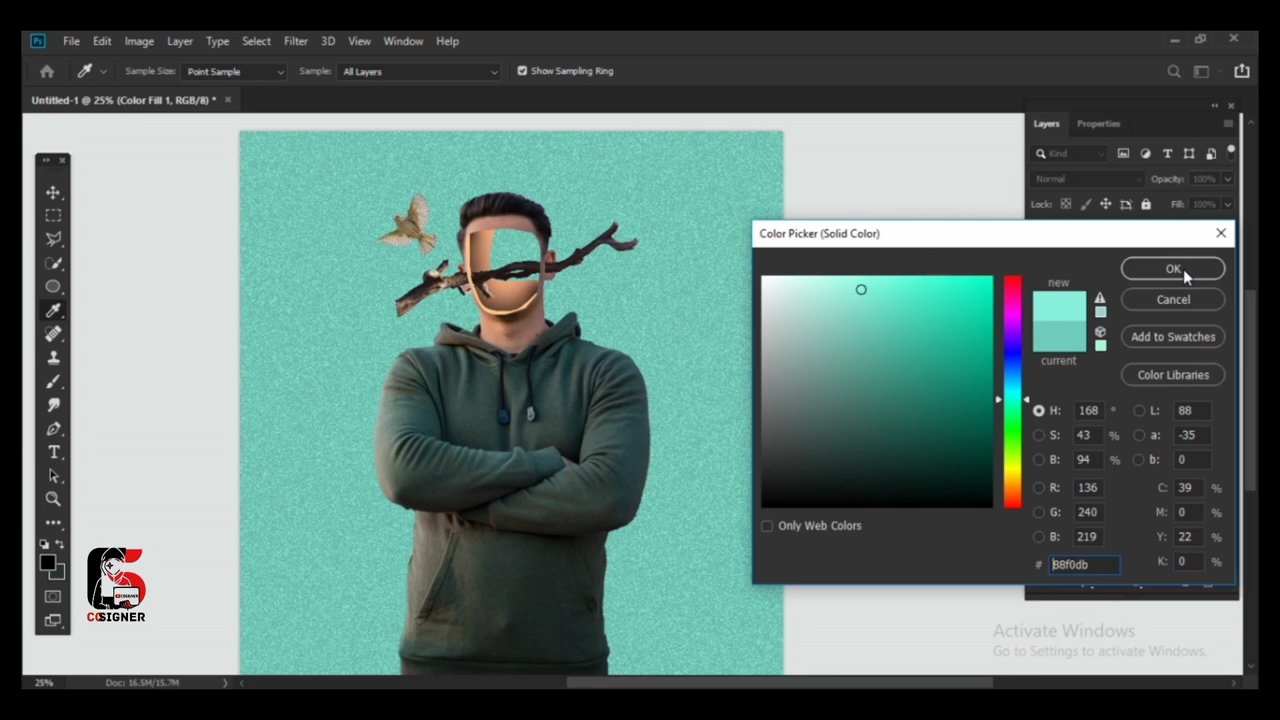 Ps File Edit Image Layer Type Select Filter 3D View Window Help
Sample Size: Point Sample Sample: All Layers Show Sampling Ring
Untitled-1 @ 25% (Color Fill 1, RGB/8) *
Layers Properties
Kind
Normal Opacity: 100%
Lock: Fill: 100%
Color Picker (Solid Color)
new
current
OK
Cancel
Add to Swatches
Color Libraries
H: 168 ° L: 88
S: 43 % a: -35
B: 94 % b: 0
R: 136 C: 39 %
G: 240 M: 0 %
B: 219 Y: 22 %
# 88f0db K: 0 %
Only Web Colors
COSIGNER
Activate Windows
Go to Settings to activate Windows.
25% Doc: 16.5M/15.7M